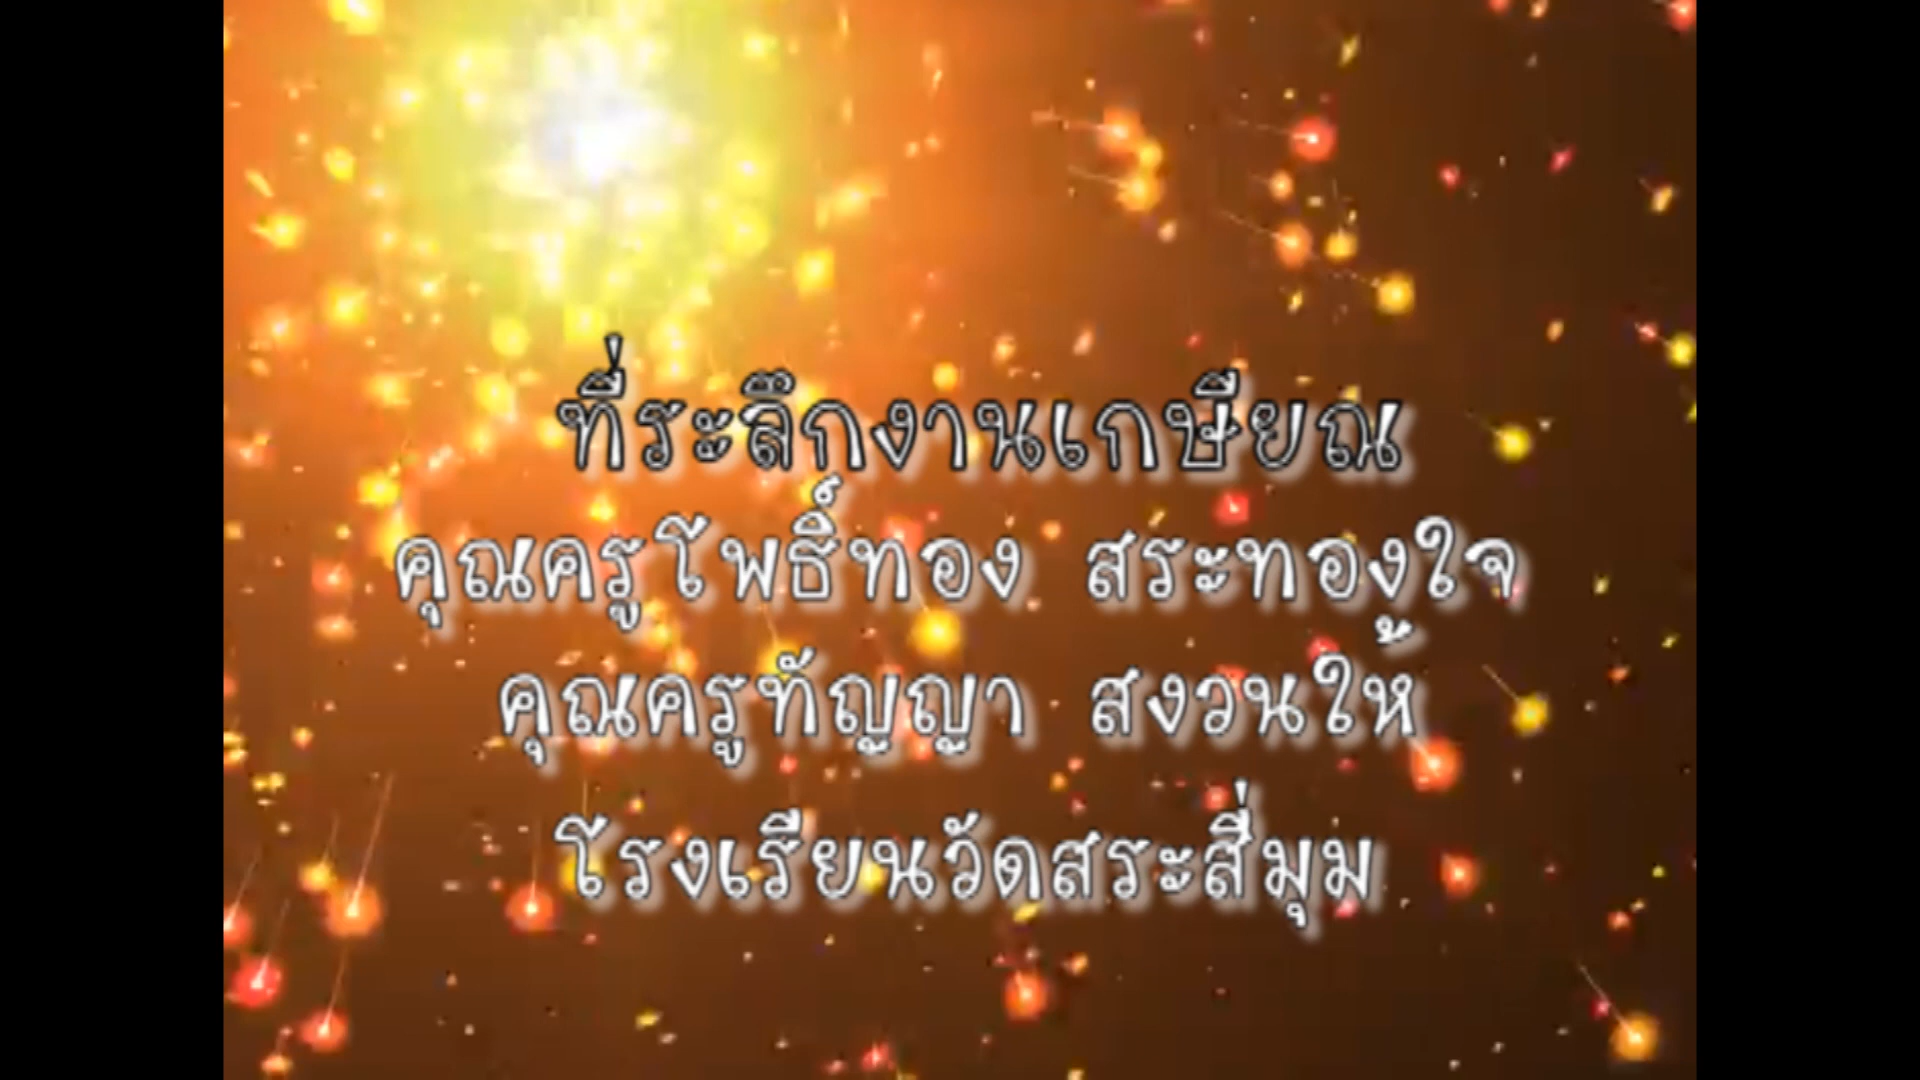 ที่ระลึกงานเกษียณ
คุณครูโพธิ์ทอง สระทองใจ
คุณครูทัญญา สงวนให้
โรงเรียนวัดสระสี่มุม